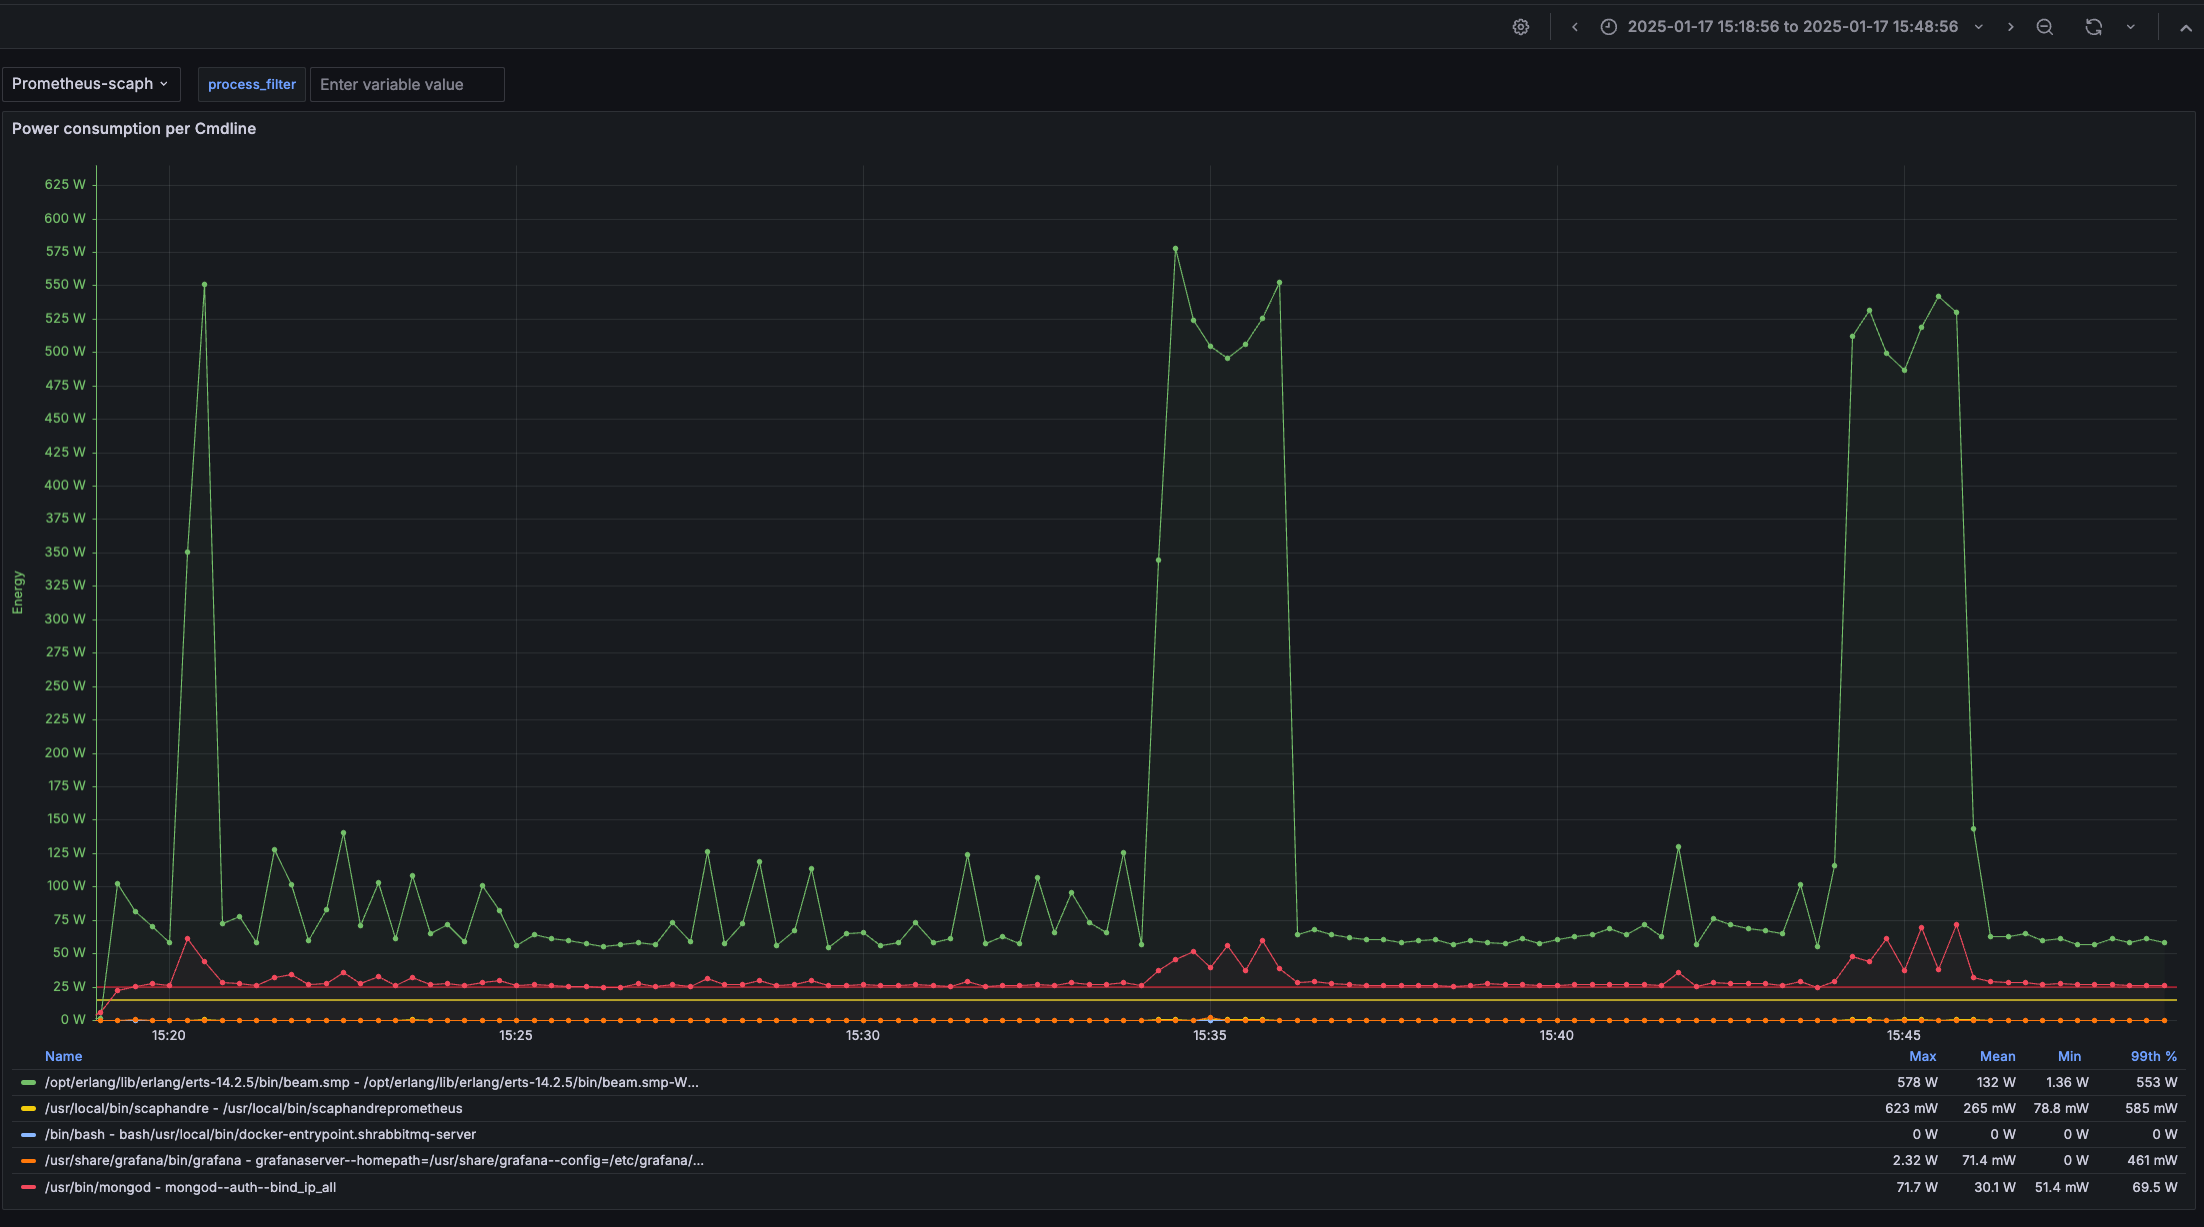 2025-01-17 15:18:56 to 2025-01-17 15:48:56
Prometheus-scaph process_filter Enter variable value
Power consumption per Cmdline
625 W
600 W
575 W
550 W
525 W
500 W
475 W
450 W
425 W
400 W
375 W
350 W
325 W
300 W
275 W
250 W
225 W
200 W
175 W
150 W
125 W
100 W
75 W
50 W
25 W
0 W
Energy
15:20 15:25 15:30 15:35 15:40 15:45
Name Max Mean Min 99th %
/opt/erlang/lib/erlang/erts-14.2.5/bin/beam.smp - /opt/erlang/lib/erlang/erts-14.2.5/bin/beam.smp-W... 578 W 132 W 1.36 W 553 W
/usr/local/bin/scaphandre - /usr/local/bin/scaphandreprometheus 623 mW 265 mW 78.8 mW 585 mW
/bin/bash - bash/usr/local/bin/docker-entrypoint.shrabbitmq-server 0 W 0 W 0 W 0 W
/usr/share/grafana/bin/grafana - grafanaserver--homepath=/usr/share/grafana--config=/etc/grafana/... 2.32 W 71.4 mW 0 W 461 mW
/usr/bin/mongod - mongod--auth--bind_ip_all 71.7 W 30.1 W 51.4 mW 69.5 W